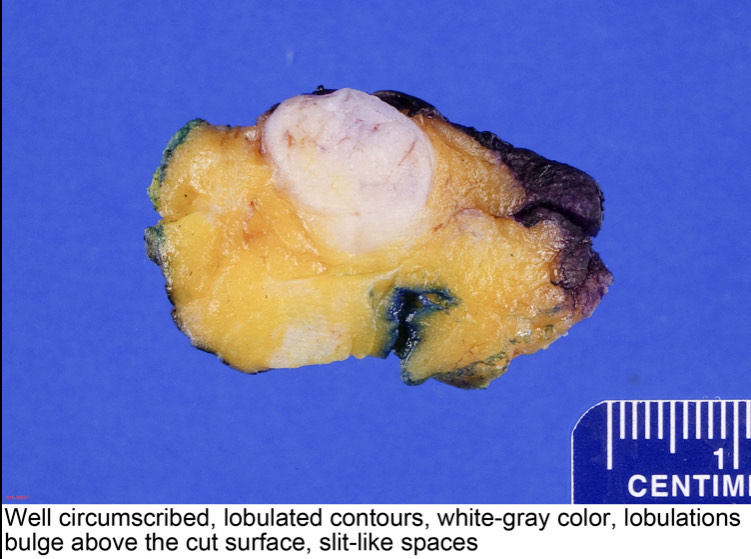 1
CENTIM
Well circumscribed, lobulated contours, white-gray color, lobulations
bulge above the cut surface, slit-like spaces